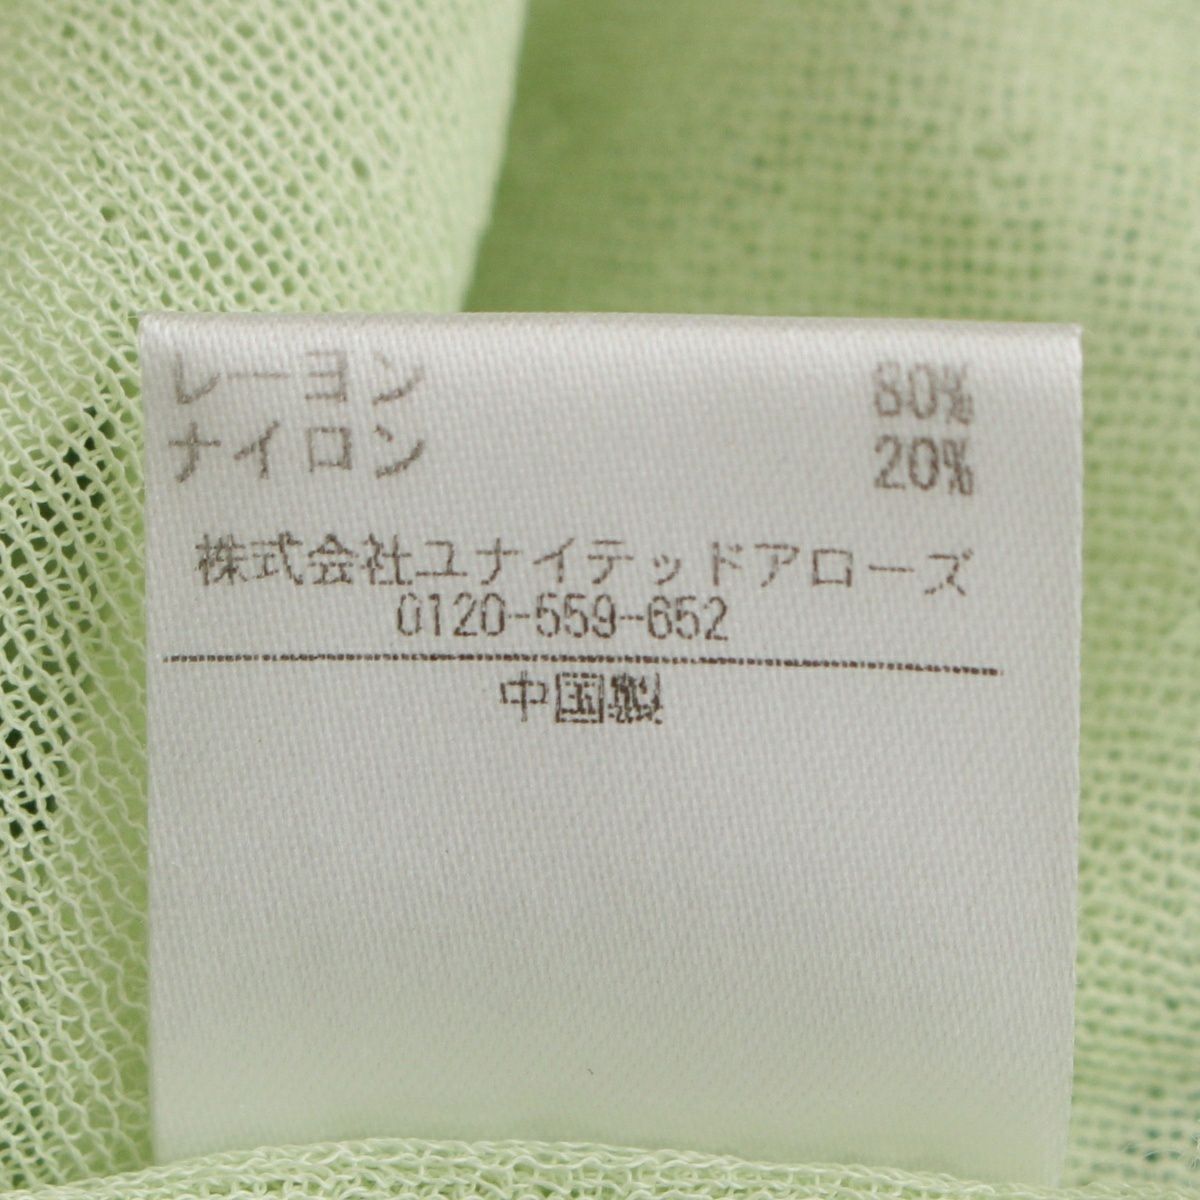 レーヨン 80%
ナイロン 20%
株式会社ユナイテッドアローズ
0120-559-652
中国製